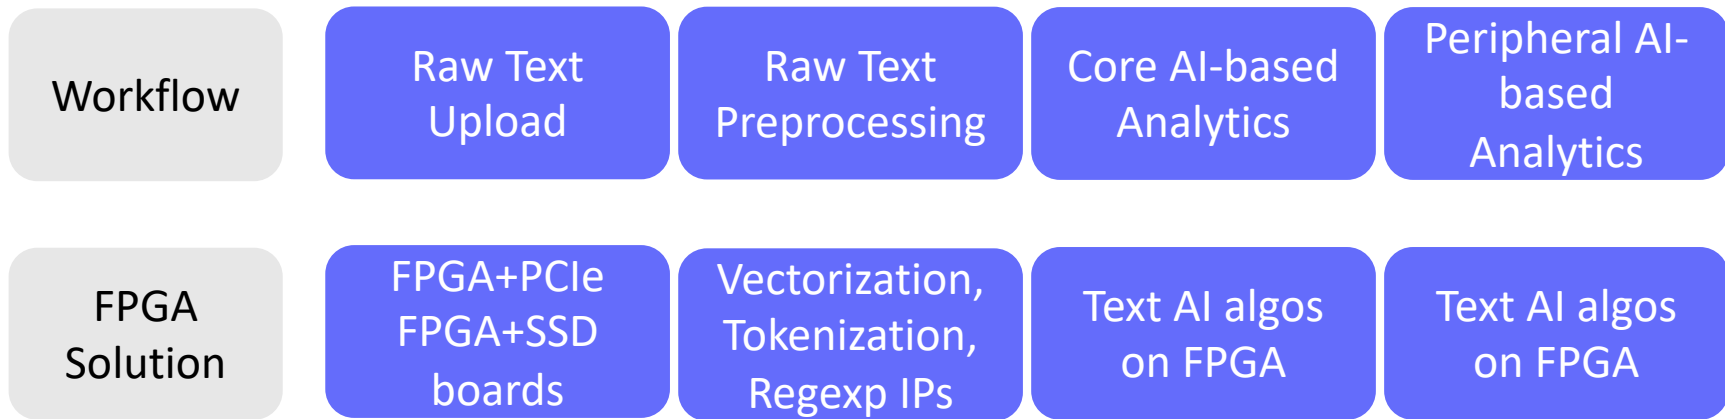 Workflow
Raw Text
Upload
Raw Text
Preprocessing
Core AI-based
Analytics
Peripheral AI-
based
Analytics
FPGA
Solution
FPGA+PCIe
FPGA+SSD
boards
Vectorization,
Tokenization,
Regexp IPs
Text AI algos
on FPGA
Text AI algos
on FPGA